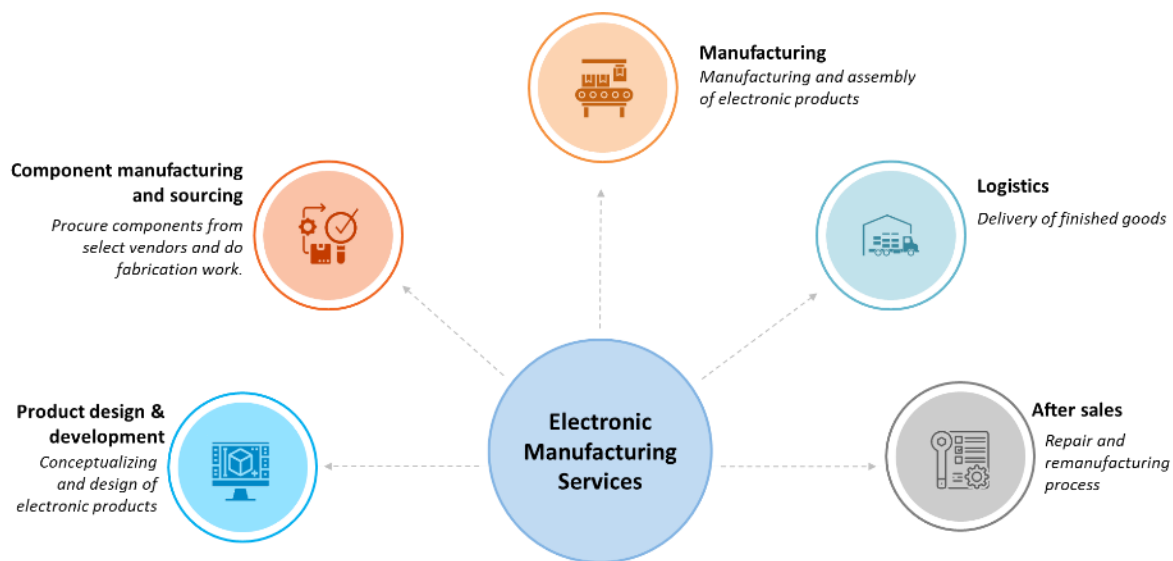 Manufacturing
Manufacturing and assembly
of electronic products
Component manufacturing
and sourcing
Procure components from
select vendors and do
fabrication work.
Logistics
Delivery of finished goods
Product design &
development
Conceptualizing
and design of
electronic products
Electronic
Manufacturing
Services
After sales
Repair and
remanufacturing
process